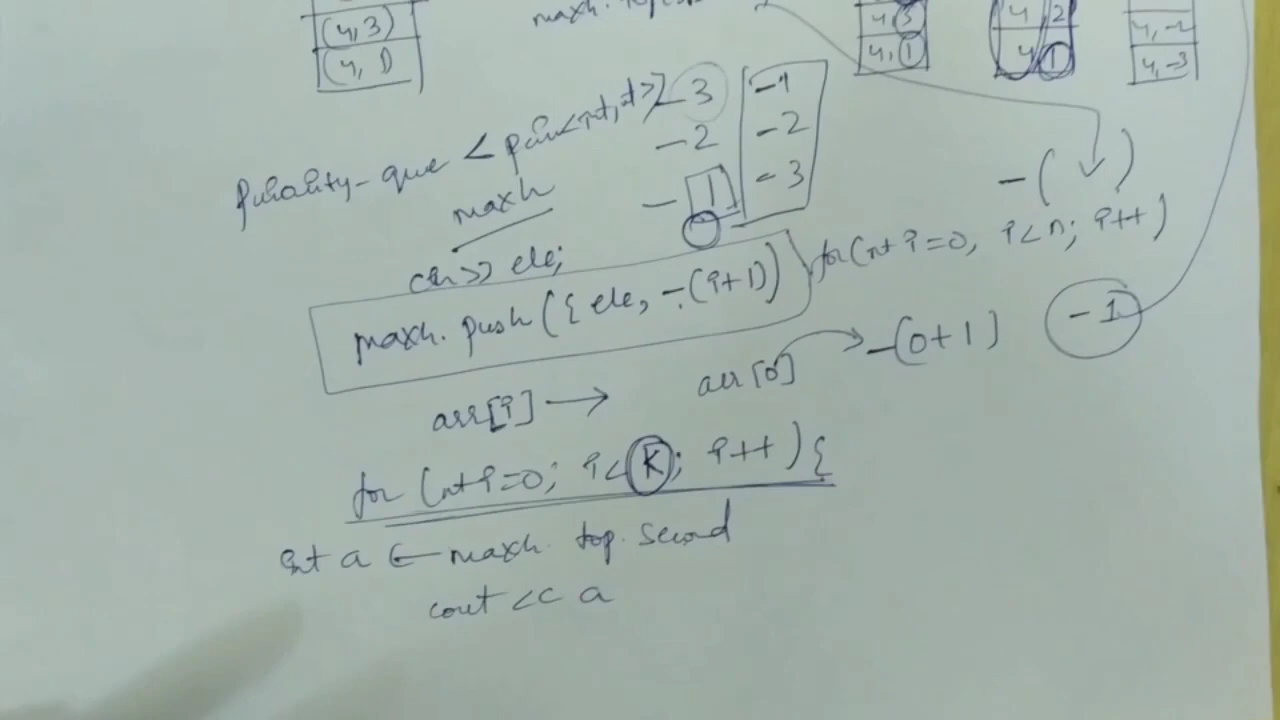 (4,3)
(4,1)
maxh.
4,3
4,1
4 2
4 1
4,-2
4,-3
Priority-que < pair<int, int>>
maxh
-3
-2
-1
-1
-2
-3
-( )
cin >> ele;
maxh. push ({ ele, -(i+1))
for(int i=0, i<n; i++)
arr[i] → arr[0] -(0+1)
-1
for (int i=0; i<K; i++) {
int a ← maxh. top. second
cout << a